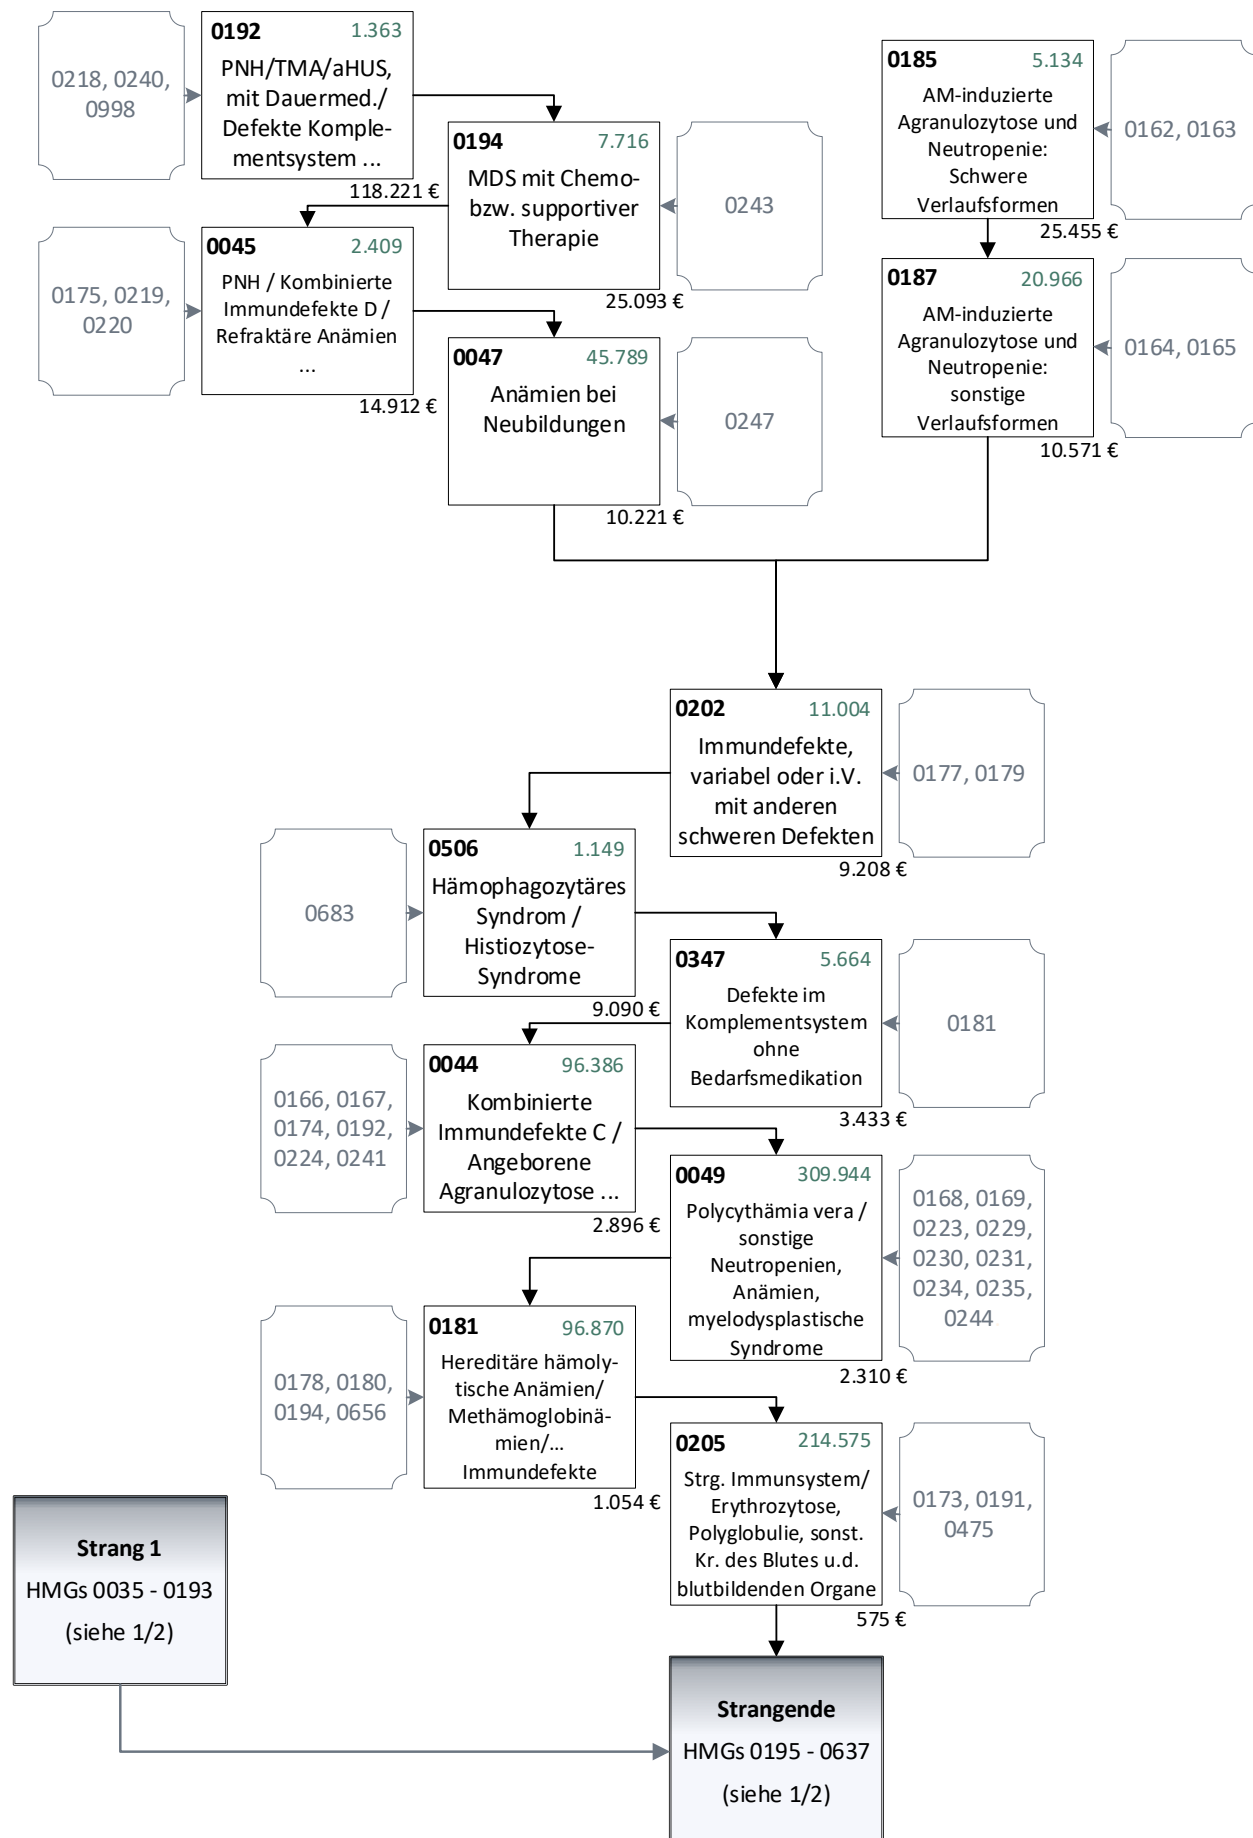 0218, 0240,
0998
0192 1.363
PNH/TMA/aHUS,
mit Dauermed./
Defekte Komple-
mentsystem ...
118.221 €
0194 7.716
MDS mit Chemo-
bzw. supportiver
Therapie
25.093 €
0243
0175, 0219,
0220
0045 2.409
PNH / Kombinierte
Immundefekte D /
Refraktäre Anämien
...
14.912 €
0047 45.789
Anämien bei
Neubildungen
10.221 €
0247
0185 5.134
AM-induzierte
Agranulozytose und
Neutropenie:
Schwere
Verlaufsformen
25.455 €
0162, 0163
0187 20.966
AM-induzierte
Agranulozytose und
Neutropenie:
sonstige
Verlaufsformen
10.571 €
0164, 0165
0202 11.004
Immundefekte,
variabel oder i.V.
mit anderen
schweren Defekten
9.208 €
0177, 0179
0683
0506 1.149
Hämophagozytäres
Syndrom /
Histiozytose-
Syndrome
9.090 €
0347 5.664
Defekte im
Komplementsystem
ohne
Bedarfsmedikation
3.433 €
0181
0166, 0167,
0174, 0192,
0224, 0241
0044 96.386
Kombinierte
Immundefekte C /
Angeborene
Agranulozytose ...
2.896 €
0049 309.944
Polycythämia vera /
sonstige
Neutropenien,
Anämien,
myelodysplastische
Syndrome
2.310 €
0168, 0169,
0223, 0229,
0230, 0231,
0234, 0235,
0244
0178, 0180,
0194, 0656
0181 96.870
Hereditäre hämoly-
tische Anämien/
Methämoglobinä-
mien/...
Immundefekte
1.054 €
0205 214.575
Strg. Immunsystem/
Erythrozytose,
Polyglobulie, sonst.
Kr. des Blutes u.d.
blutbildenden Organe
575 €
0173, 0191,
0475
Strang 1
HMGs 0035 - 0193
(siehe 1/2)
Strangende
HMGs 0195 - 0637
(siehe 1/2)